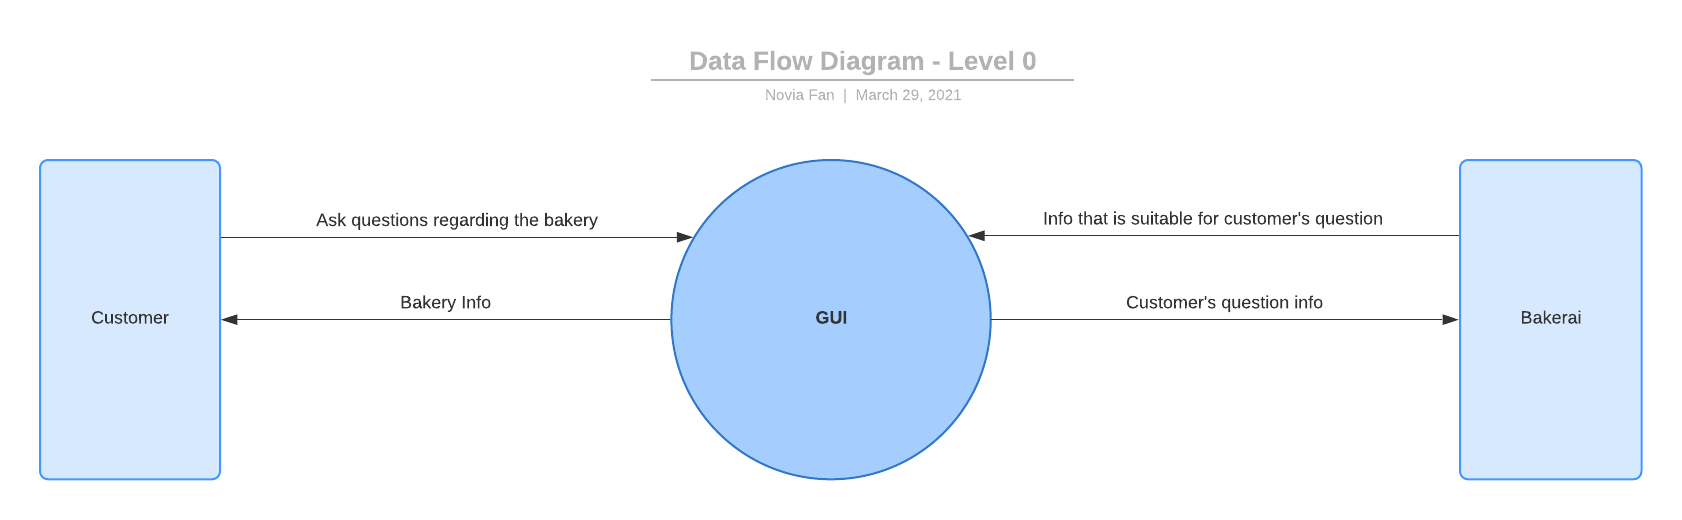 Data Flow Diagram - Level 0
Novia Fan | March 29, 2021
Ask questions regarding the bakery
Info that is suitable for customer's question
Bakery Info
Customer's question info
Customer
GUI
Bakerai